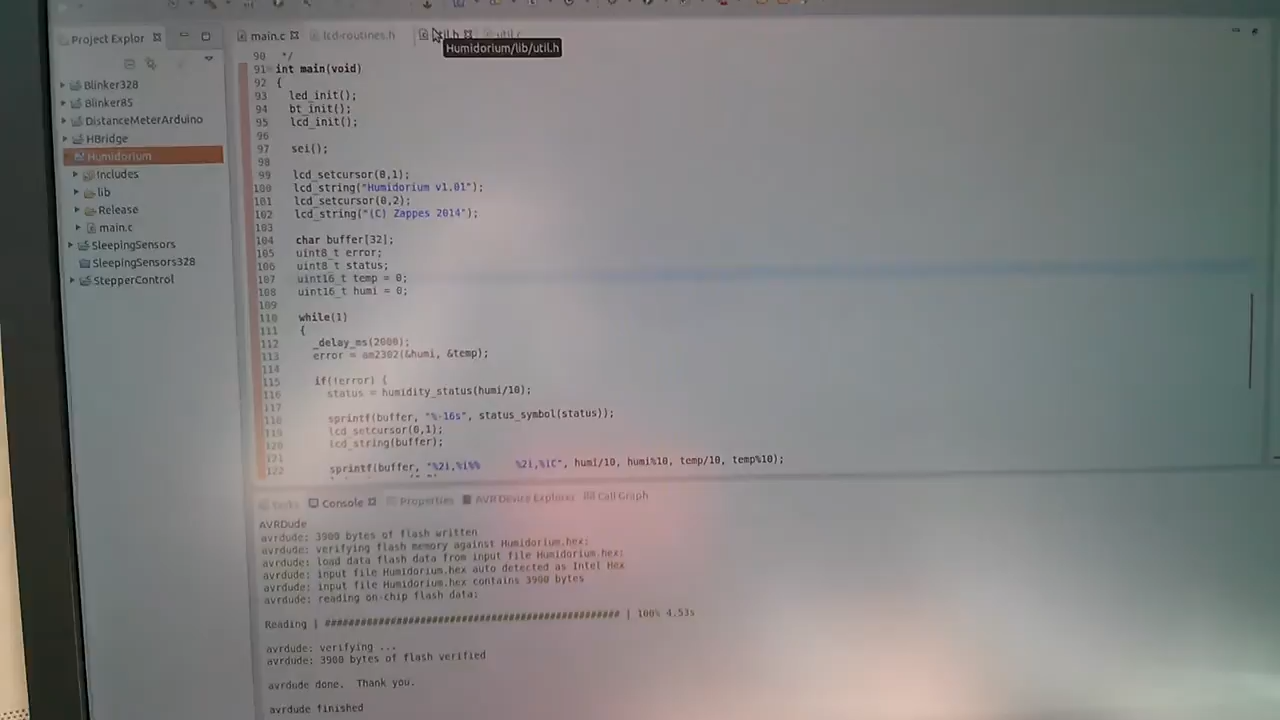 Project Explor
main.c
lcd-routines.h
util.h
util.c
Humidorium/lib/util.h
Blinker328
Blinker85
DistanceMeterArduino
HBridge
Humidorium
Includes
lib
Release
main.c
SleepingSensors
SleepingSensors328
StepperControl
90 */
91 int main(void)
92 {
93 led_init();
94 bt_init();
95 lcd_init();
96
97 sei();
98
99 lcd_setcursor(0,1);
100 lcd_string("Humidorium v1.01");
101 lcd_setcursor(0,2);
102 lcd_string("(C) Zappes 2014");
103
104 char buffer[32];
105 uint8_t error;
106 uint8_t status;
107 uint16_t temp = 0;
108 uint16_t humi = 0;
109
110 while(1)
111 {
112 _delay_ms(2000);
113 error = am2302(&humi, &temp);
114
115 if(!error) {
116 status = humidity_status(humi/10);
117
118 sprintf(buffer, "%-16s", status_symbol(status));
119 lcd_setcursor(0,1);
120 lcd_string(buffer);
121
122 sprintf(buffer, "%2i,%i%%      %2i,%iC", humi/10, humi%10, temp/10, temp%10);
Tasks
Console
Properties
AVR Device Explorer
Call Graph
AVRDude
avrdude: 3900 bytes of flash written
avrdude: verifying flash memory against Humidorium.hex:
avrdude: load data flash data from input file Humidorium.hex:
avrdude: input file Humidorium.hex auto detected as Intel Hex
avrdude: input file Humidorium.hex contains 3900 bytes
avrdude: reading on-chip flash data:
Reading | ################################################## | 100% 4.53s
avrdude: verifying ...
avrdude: 3900 bytes of flash verified
avrdude done.  Thank you.
avrdude finished